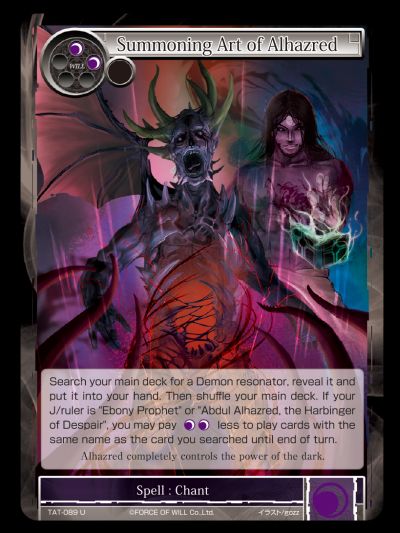 Summoning Art of Alhazred
WILL
Search your main deck for a Demon resonator, reveal it and
put it into your hand. Then shuffle your main deck. If your
J/ruler is "Ebony Prophet" or "Abdul Alhazred, the Harbinger
of Despair", you may pay less to play cards with the
same name as the card you searched until end of turn.
Alhazred completely controls the power of the dark.
Spell : Chant
TAT-089 U ©FORCE OF WILL Co.,Ltd. イラスト/gozz